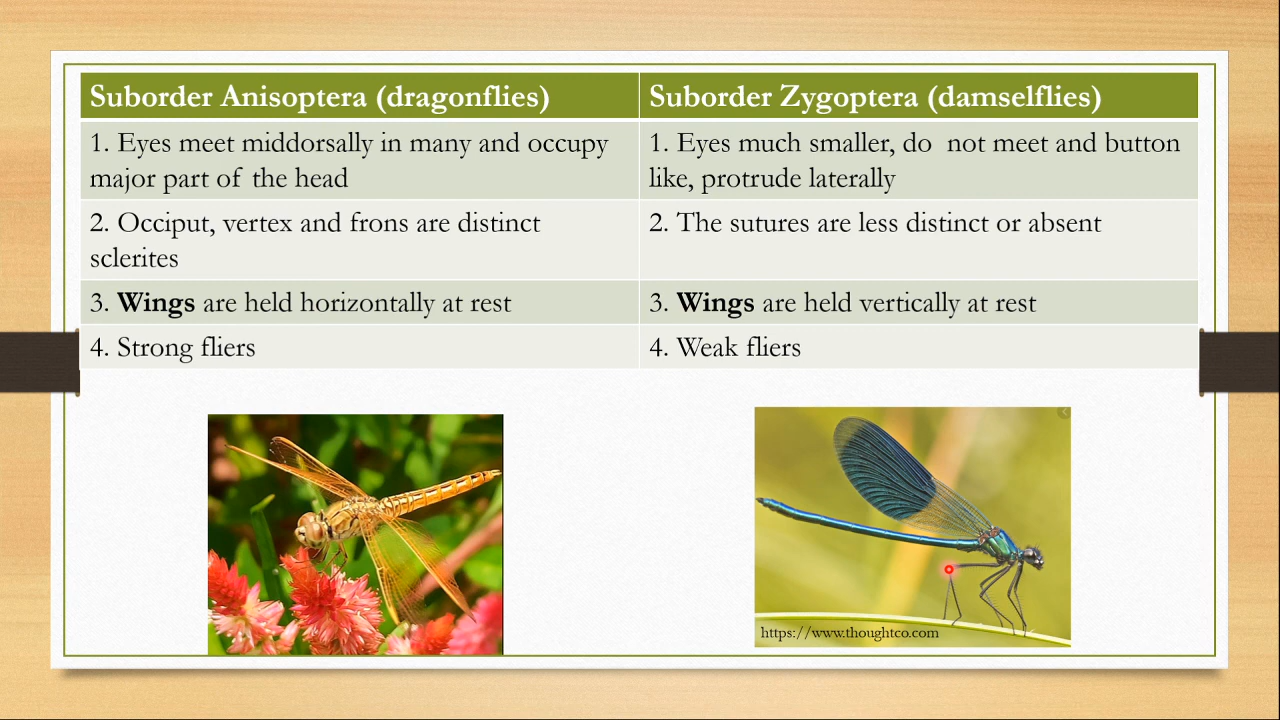 Suborder Anisoptera (dragonflies)
Suborder Zygoptera (damselflies)
1. Eyes meet middorsally in many and occupy
major part of the head
1. Eyes much smaller, do  not meet and button
like, protrude laterally
2. Occiput, vertex and frons are distinct
sclerites
2. The sutures are less distinct or absent
3. Wings are held horizontally at rest
3. Wings are held vertically at rest
4. Strong fliers
4. Weak fliers
https://www.thoughtco.com